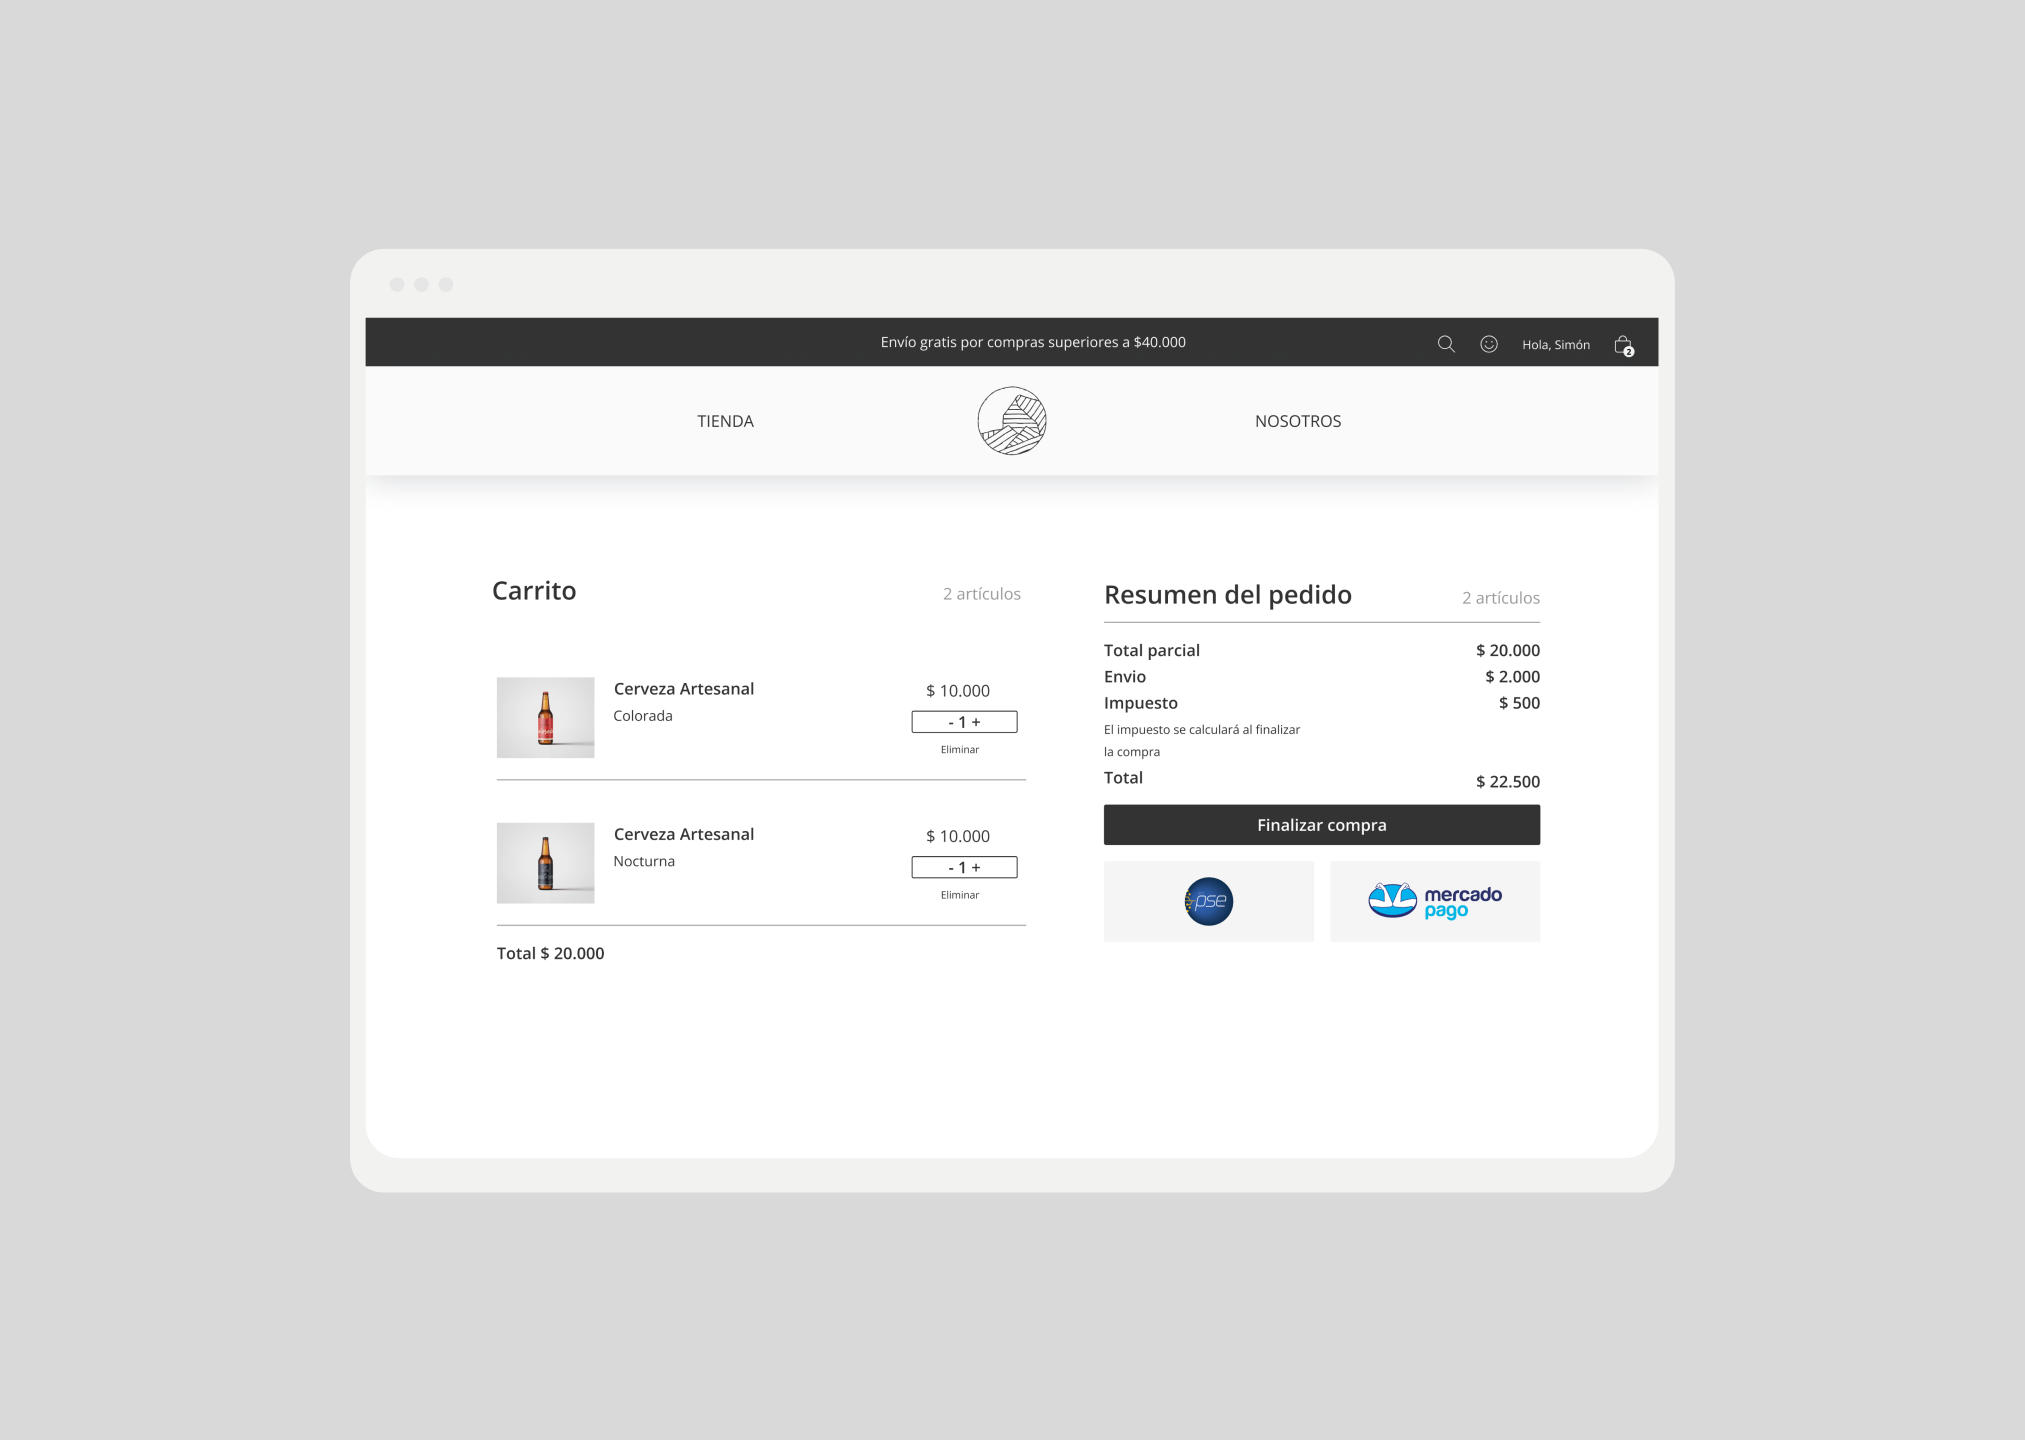 Envío gratis por compras superiores a $40.000
Hola, Simón
2
TIENDA
NOSOTROS
Carrito
2 artículos
Cerveza Artesanal
Colorada
$ 10.000
- 1 +
Eliminar
Cerveza Artesanal
Nocturna
$ 10.000
- 1 +
Eliminar
Total $ 20.000
Resumen del pedido
2 artículos
Total parcial
$ 20.000
Envio
$ 2.000
Impuesto
$ 500
El impuesto se calculará al finalizar
la compra
Total
$ 22.500
Finalizar compra
pse
mercado
pago